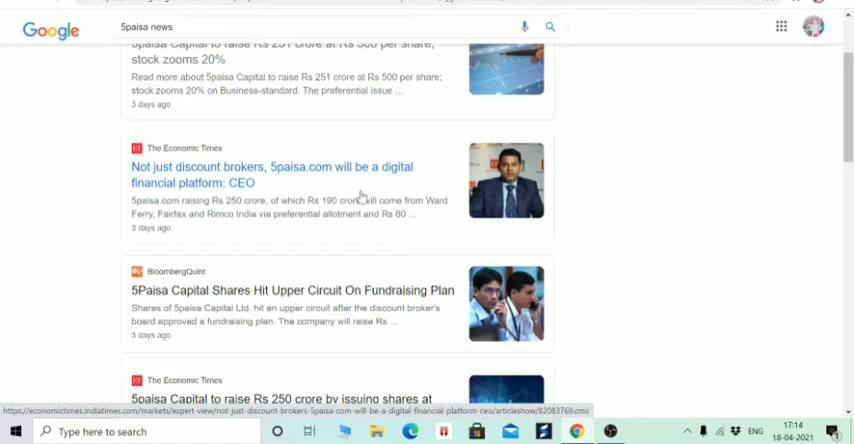 Google
5paisa news
5paisa Capital to raise Rs 251 crore at Rs 500 per share;
stock zooms 20%
Read more about 5paisa Capital to raise Rs 251 crore at Rs 500 per share;
stock zooms 20% on Business-standard. The preferential issue ...
3 days ago
ET The Economic Times
Not just discount brokers, 5paisa.com will be a digital
financial platform: CEO
5paisa.com raising Rs 250 crore, of which Rs 190 crore will come from Ward
Ferry, Fairfax and Rimco India via preferential allotment and Rs 60 ...
3 days ago
BQ BloombergQuint
5Paisa Capital Shares Hit Upper Circuit On Fundraising Plan
Shares of 5paisa Capital Ltd. hit an upper circuit after the discount broker's
board approved a fundraising plan. The company will raise Rs ...
3 days ago
ET The Economic Times
5paisa Capital to raise Rs 250 crore by issuing shares at
https://economictimes.indiatimes.com/markets/expert-view/not-just-discount-brokers-5paisa-com-will-be-a-digital-financial-platform-ceo/articleshow/82083769.cms
Type here to search
ENG
17:14
18-04-2021